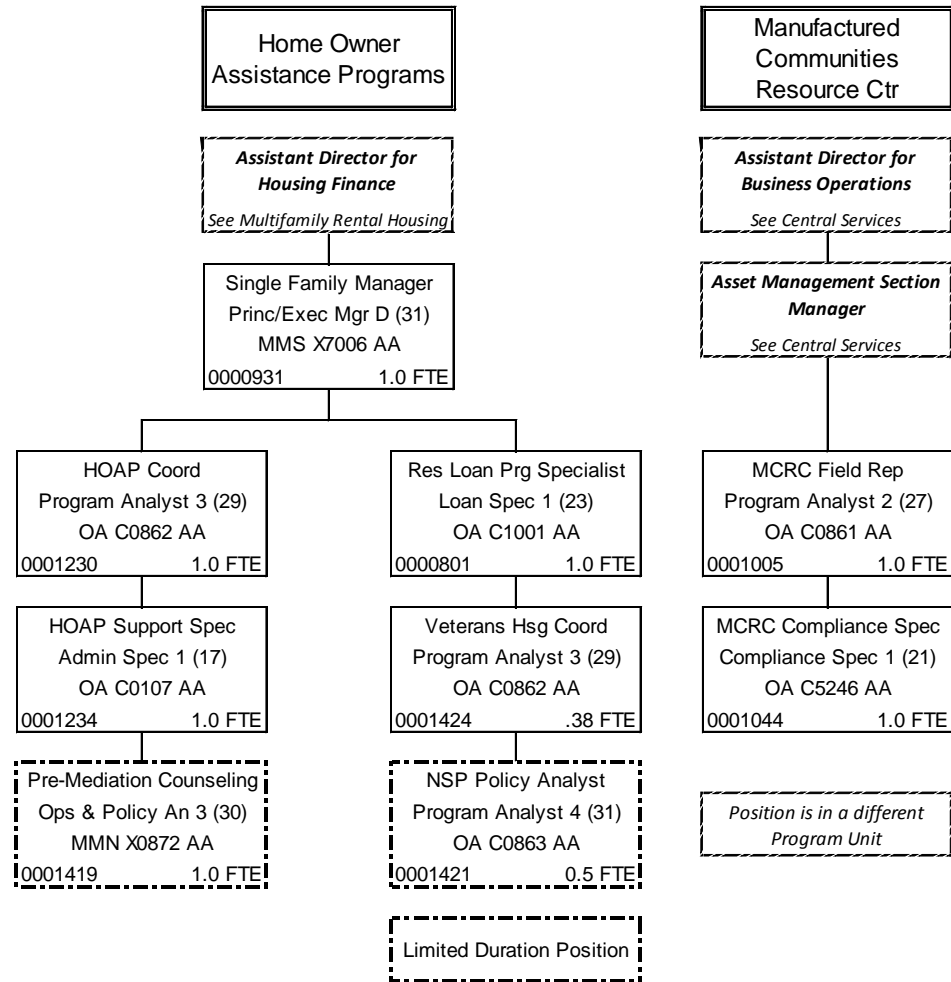 Home Owner
Assistance Programs
Manufactured
Communities
Resource Ctr
Assistant Director for
Housing Finance
See Multifamily Rental Housing
Assistant Director for
Business Operations
See Central Services
Single Family Manager
Princ/Exec Mgr D (31)
MMS X7006 AA
0000931 1.0 FTE
Asset Management Section
Manager
See Central Services
HOAP Coord
Program Analyst 3 (29)
OA C0862 AA
0001230 1.0 FTE
Res Loan Prg Specialist
Loan Spec 1 (23)
OA C1001 AA
0000801 1.0 FTE
MCRC Field Rep
Program Analyst 2 (27)
OA C0861 AA
0001005 1.0 FTE
HOAP Support Spec
Admin Spec 1 (17)
OA C0107 AA
0001234 1.0 FTE
Veterans Hsg Coord
Program Analyst 3 (29)
OA C0862 AA
0001424 .38 FTE
MCRC Compliance Spec
Compliance Spec 1 (21)
OA C5246 AA
0001044 1.0 FTE
Pre-Mediation Counseling
Ops & Policy An 3 (30)
MMN X0872 AA
0001419 1.0 FTE
NSP Policy Analyst
Program Analyst 4 (31)
OA C0863 AA
0001421 0.5 FTE
Position is in a different
Program Unit
Limited Duration Position